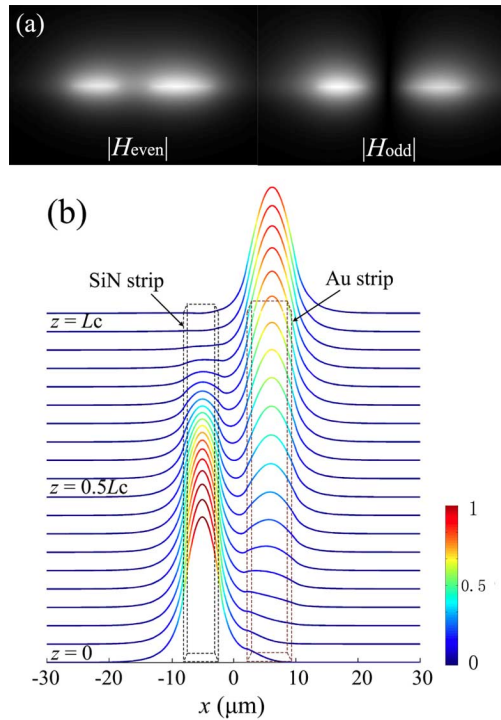 (a)
|Heven|
|Hodd|
(b)
SiN strip
Au strip
z = Lc
z = 0.5Lc
z = 0
1
0.5
0
-30
-20
-10
0
10
20
30
x (μm)